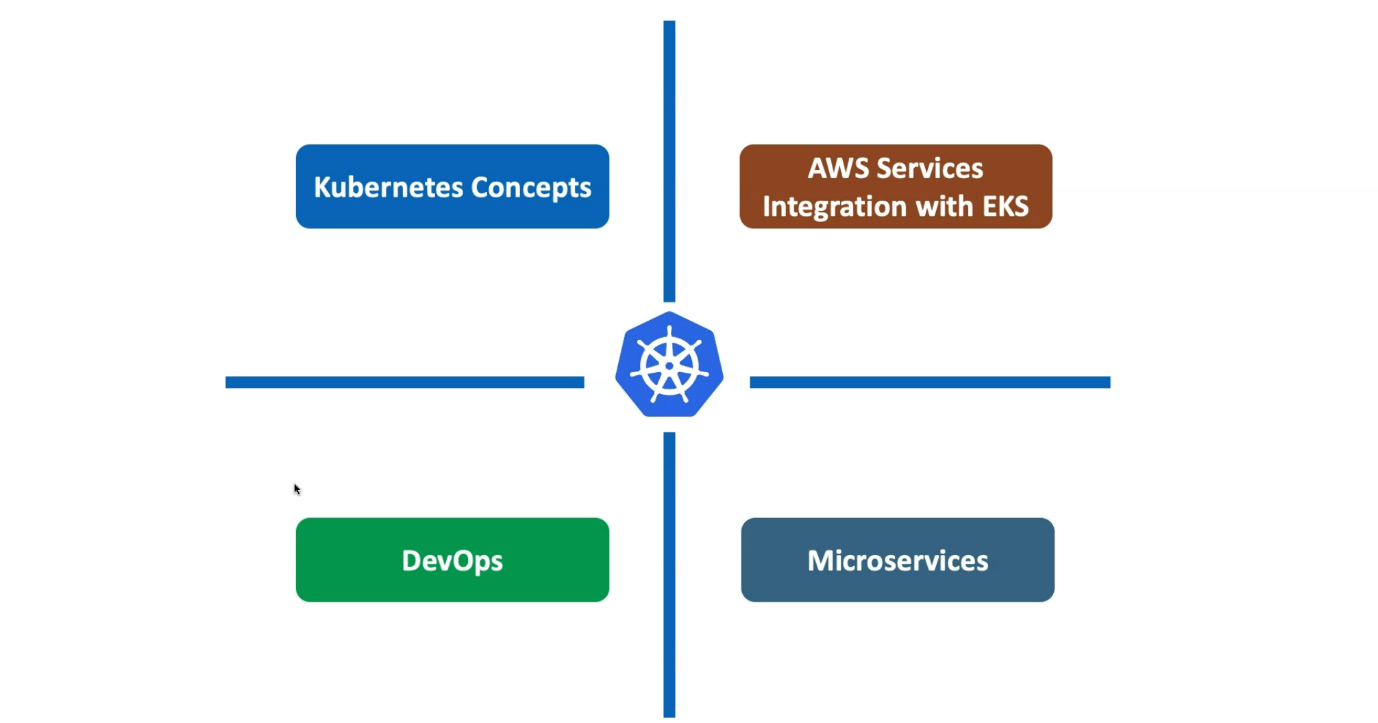 Kubernetes Concepts
AWS Services
Integration with EKS
DevOps
Microservices